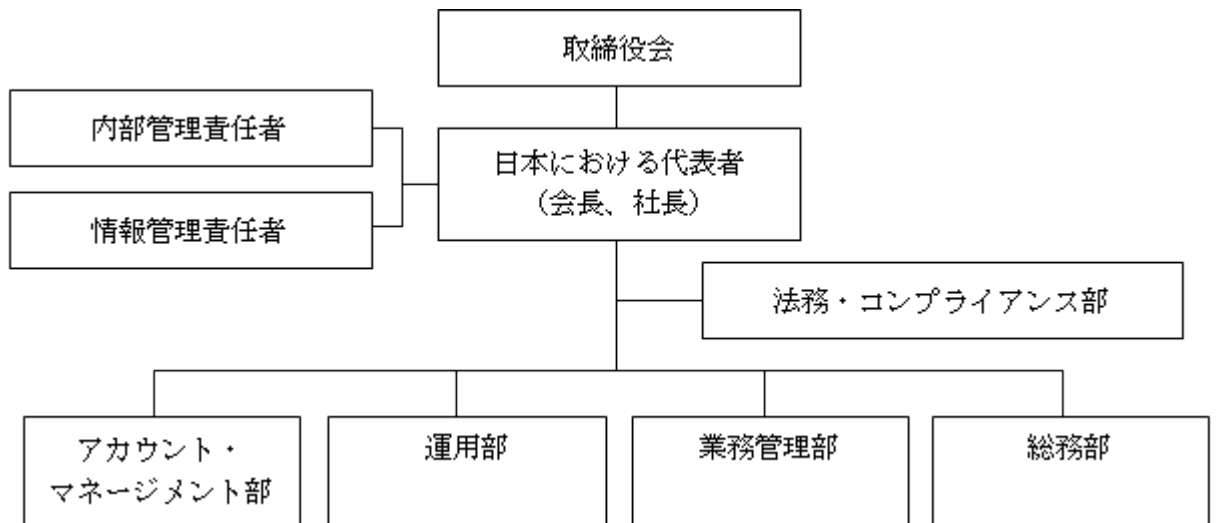 取締役会
内部管理責任者
日本における代表者
（会長、社長）
情報管理責任者
法務・コンプライアンス部
アカウント・
マネージメント部
運用部
業務管理部
総務部